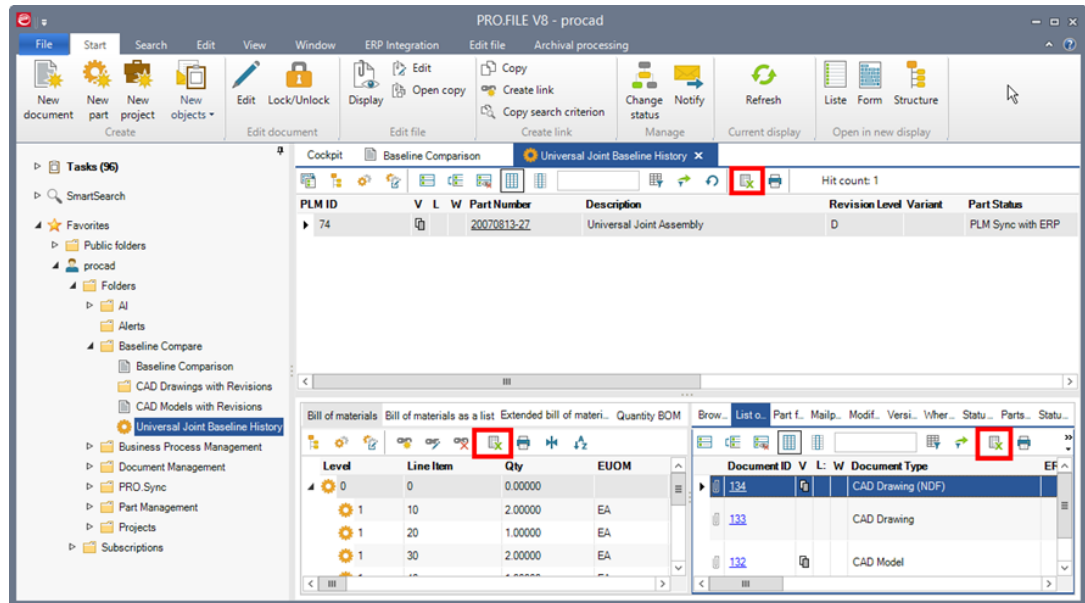 PRO.FILE V8 - procad
File Start Search Edit View Window ERP Integration Edit file Archival processing
New document
New part
New project
New objects
Create
Edit
Lock/Unlock
Edit document
Display
Edit
Open copy
Edit file
Copy
Create link
Copy search criterion
Create link
Change status
Notify
Manage
Refresh
Current display
Liste
Form
Structure
Open in new display
Tasks (96)
SmartSearch
Favorites
Public folders
procad
Folders
AI
Alerts
Baseline Compare
Baseline Comparison
CAD Drawings with Revisions
CAD Models with Revisions
Universal Joint Baseline History
Business Process Management
Document Management
PRO.Sync
Part Management
Projects
Subscriptions
Cockpit Baseline Comparison Universal Joint Baseline History
Hit count: 1
PLM ID V L W Part Number Description Revision Level Variant Part Status
74 20070813-27 Universal Joint Assembly D PLM Sync with ERP
Bill of materials Bill of materials as a list Extended bill of materi... Quantity BOM
Level Line Item Qty EUOM
0 0 0.00000
1 10 2.00000 EA
1 20 1.00000 EA
1 30 2.00000 EA
Brow... List o... Part f... Mailp... Modif... Versi... Wher... Statu... Parts... Statu...
Document ID V L: W Document Type
134 CAD Drawing (NDF)
133 CAD Drawing
132 CAD Model